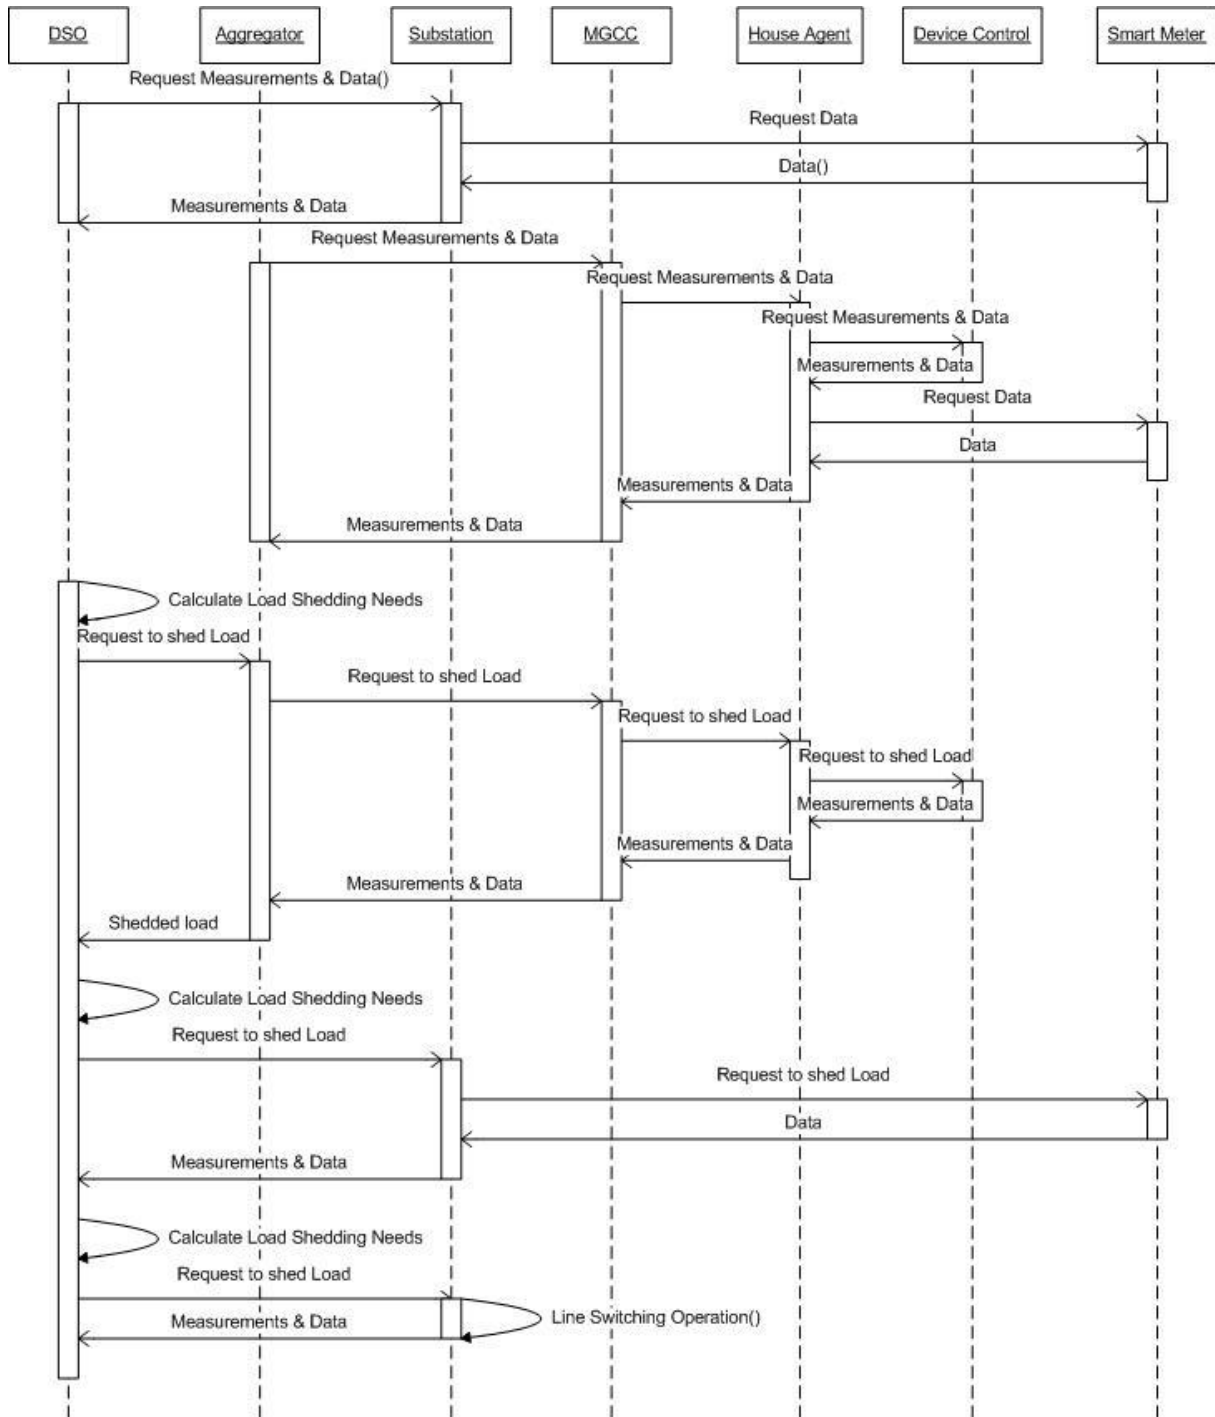 DSO
Aggregator
Substation
MGCC
House Agent
Device Control
Smart Meter
Request Measurements & Data()
Request Data
Data()
Measurements & Data
Request Measurements & Data
Request Measurements & Data
Request Measurements & Data
Measurements & Data
Request Data
Data
Measurements & Data
Measurements & Data
Calculate Load Shedding Needs
Request to shed Load
Request to shed Load
Request to shed Load
Request to shed Load
Measurements & Data
Measurements & Data
Measurements & Data
Shedded load
Calculate Load Shedding Needs
Request to shed Load
Request to shed Load
Data
Measurements & Data
Calculate Load Shedding Needs
Request to shed Load
Line Switching Operation()
Measurements & Data